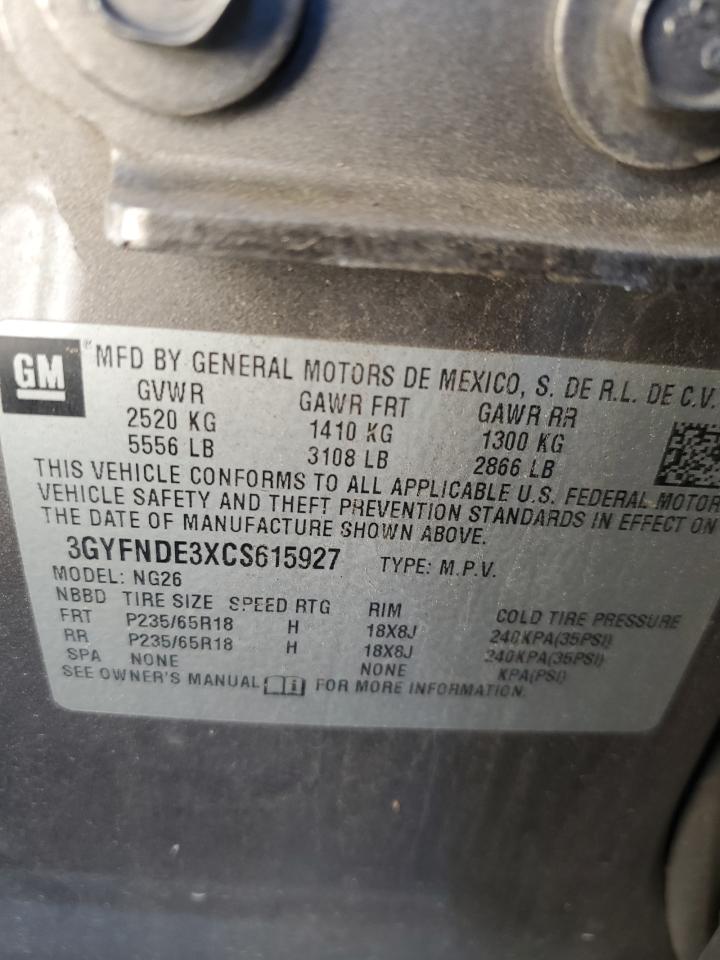 GM
® MFD BY GENERAL MOTORS DE MEXICO, S. DE R.L. DE C.V.
GVWR GAWR FRT GAWR RR
2520 KG 1410 KG 1300 KG
5556 LB 3108 LB 2866 LB
THIS VEHICLE CONFORMS TO ALL APPLICABLE U.S. FEDERAL MOTOR
VEHICLE SAFETY AND THEFT PREVENTION STANDARDS IN EFFECT ON
THE DATE OF MANUFACTURE SHOWN ABOVE.
3GYFNDE3XCS615927 TYPE: M.P.V.
MODEL: NG26
NBBD TIRE SIZE SPEED RTG RIM COLD TIRE PRESSURE
FRT P235/65R18 H 18X8J 240KPA(35PSI)
RR P235/65R18 H 18X8J 240KPA(35PSI)
SPA NONE NONE KPA(PSI)
SEE OWNER'S MANUAL i FOR MORE INFORMATION.